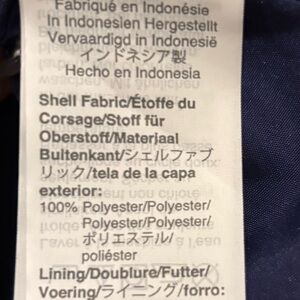 Fabriqué en Indonésie
In Indonesien Hergestellt
Vervaardigd in Indonesië
インドネシア製
Hecho en Indonesia
Shell Fabric/Étoffe du
Corsage/Stoff für
Oberstoff/Materjaal
Buitenkant/シェルファブ
リック/tela de la capa
exterior:
100% Polyester/Polyester/
Polyester/Polyester/
ポリエステル/
poliéster
Lining/Doublure/Futter/
Voering/ライニング/forro: